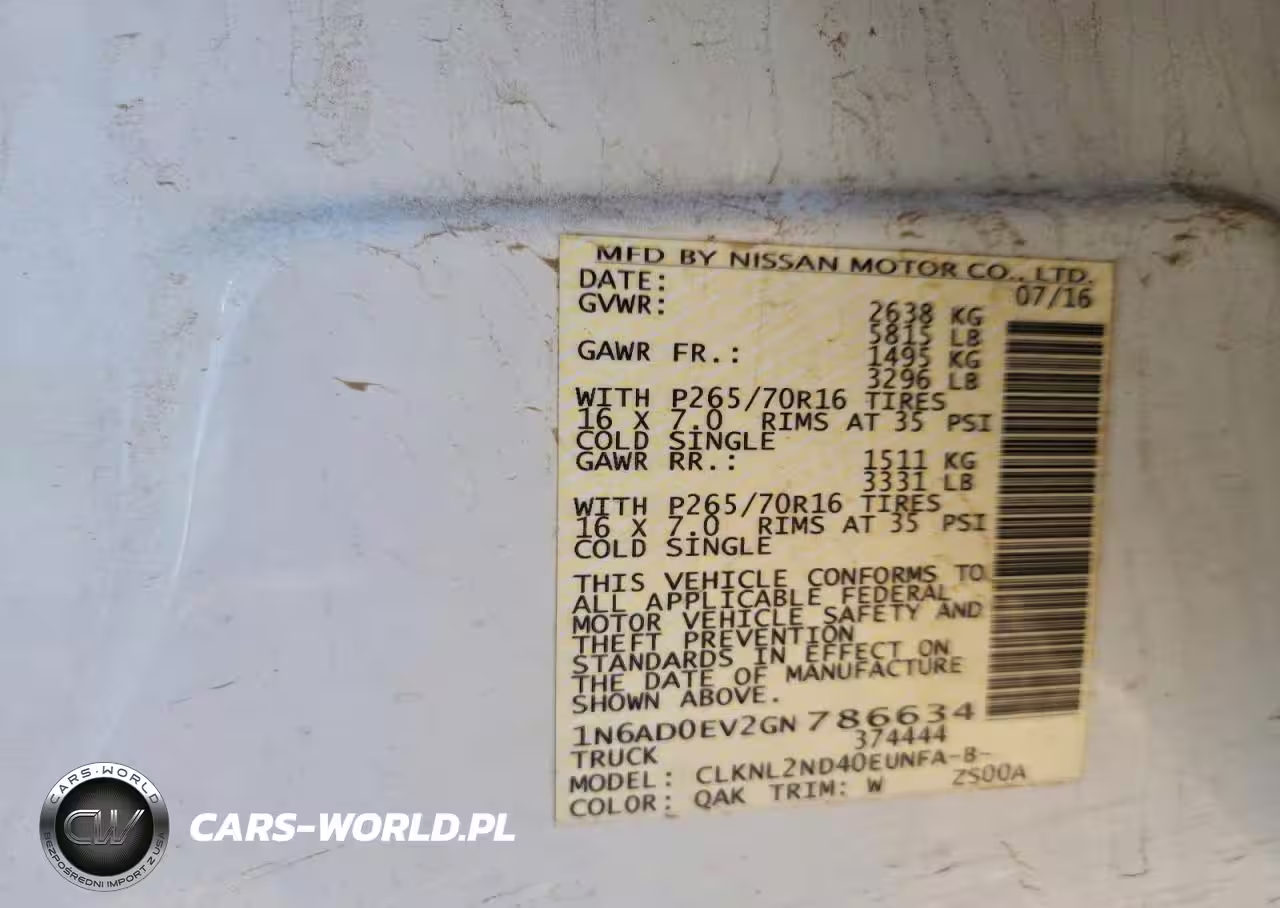 MFD BY NISSAN MOTOR CO., LTD.
DATE: 07/16
GVWR: 2638 KG
5815 LB
GAWR FR.: 1495 KG
3296 LB
WITH P265/70R16 TIRES
16 X 7.0 RIMS AT 35 PSI
COLD SINGLE
GAWR RR.: 1511 KG
3331 LB
WITH P265/70R16 TIRES
16 X 7.0 RIMS AT 35 PSI
COLD SINGLE
THIS VEHICLE CONFORMS TO
ALL APPLICABLE FEDERAL
MOTOR VEHICLE SAFETY AND
THEFT PREVENTION
STANDARDS IN EFFECT ON
THE DATE OF MANUFACTURE
SHOWN ABOVE.
1N6AD0EV2GN786634
TRUCK 374444
MODEL: CLKNL2ND40EUNFA-B-
COLOR: QAK TRIM: W ZS00A
CARS-WORLD
CW
BEZPOŚREDNI IMPORT Z USA
CARS-WORLD.PL